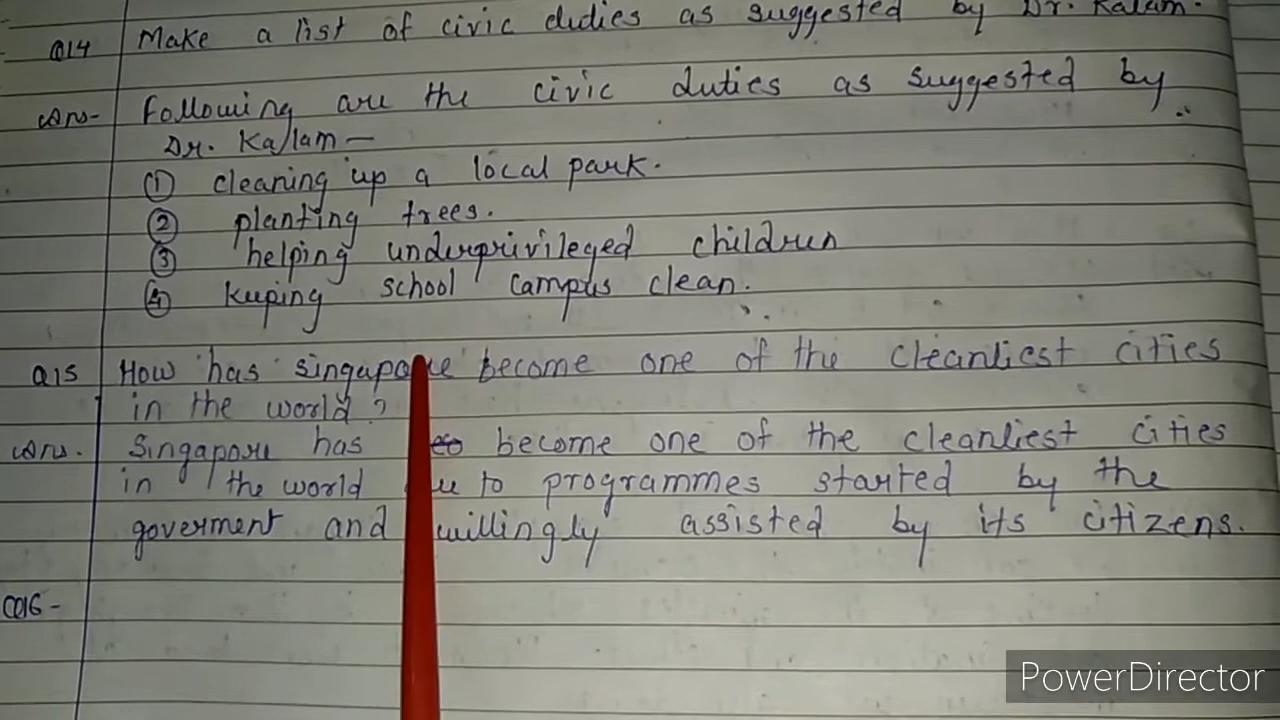 Q14 Make a list of civic duties as suggested by Dr. Kalam.
Ans- Following are the civic duties as suggested by
Dr. Kalam —
① cleaning up a local park.
② planting trees.
③ helping underprivileged children
④ keeping school campus clean.
Q15 How has singapore become one of the cleanliest cities
in the world?
Ans. Singapore has become one of the cleanliest cities
in the world to programmes started by the
goverment and willingly assisted by its citizens.
Q16-
PowerDirector